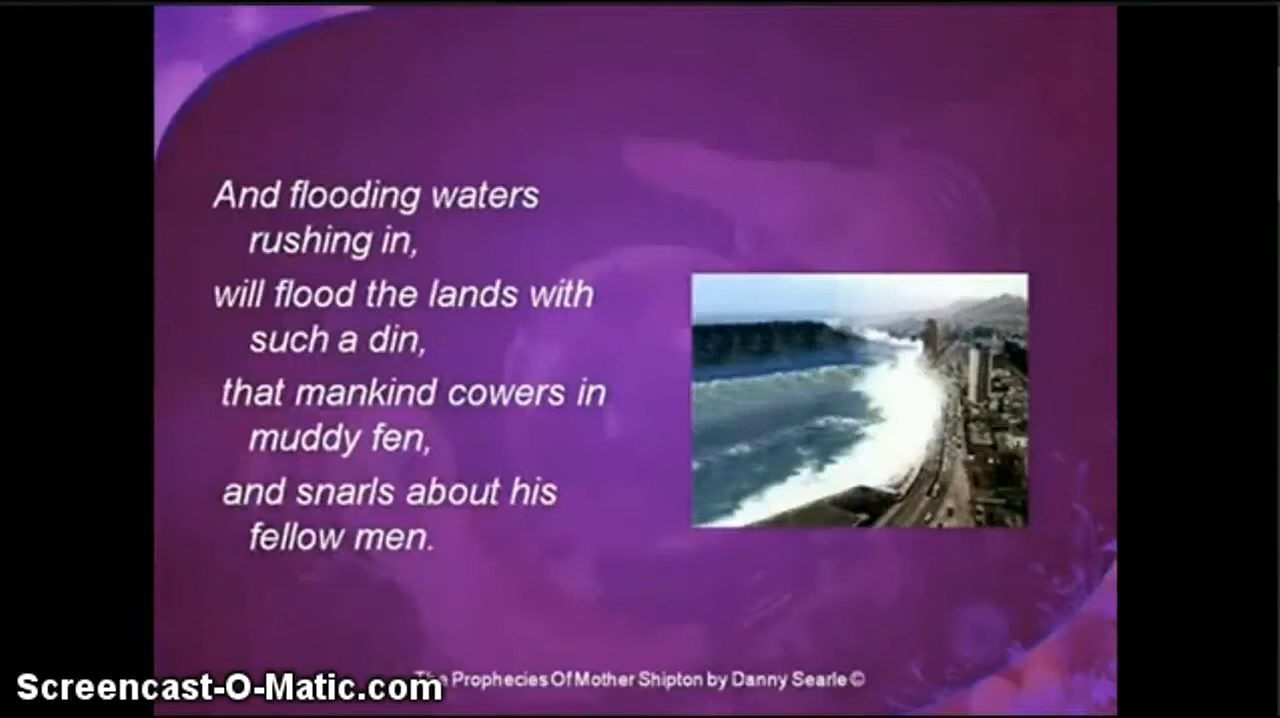 And flooding waters
rushing in,
will flood the lands with
such a din,
that mankind cowers in
muddy fen,
and snarls about his
fellow men.
Prophecies Of Mother Shipton by Danny Searle ©
Screencast-O-Matic.com